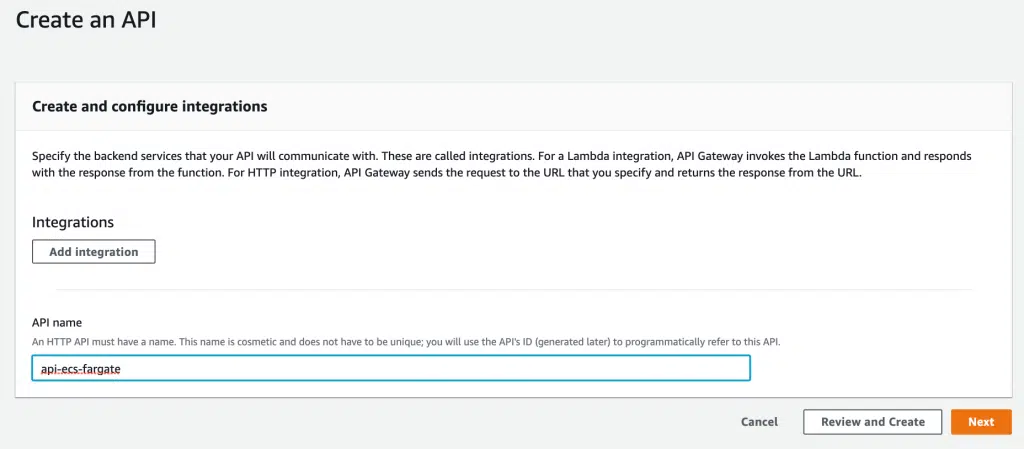 Create an API
Create and configure integrations
Specify the backend services that your API will communicate with. These are called integrations. For a Lambda integration, API Gateway invokes the Lambda function and responds
with the response from the function. For HTTP integration, API Gateway sends the request to the URL that you specify and returns the response from the URL.
Integrations
Add integration
API name
An HTTP API must have a name. This name is cosmetic and does not have to be unique; you will use the API's ID (generated later) to programmatically refer to this API.
api-ecs-fargate
Cancel
Review and Create
Next